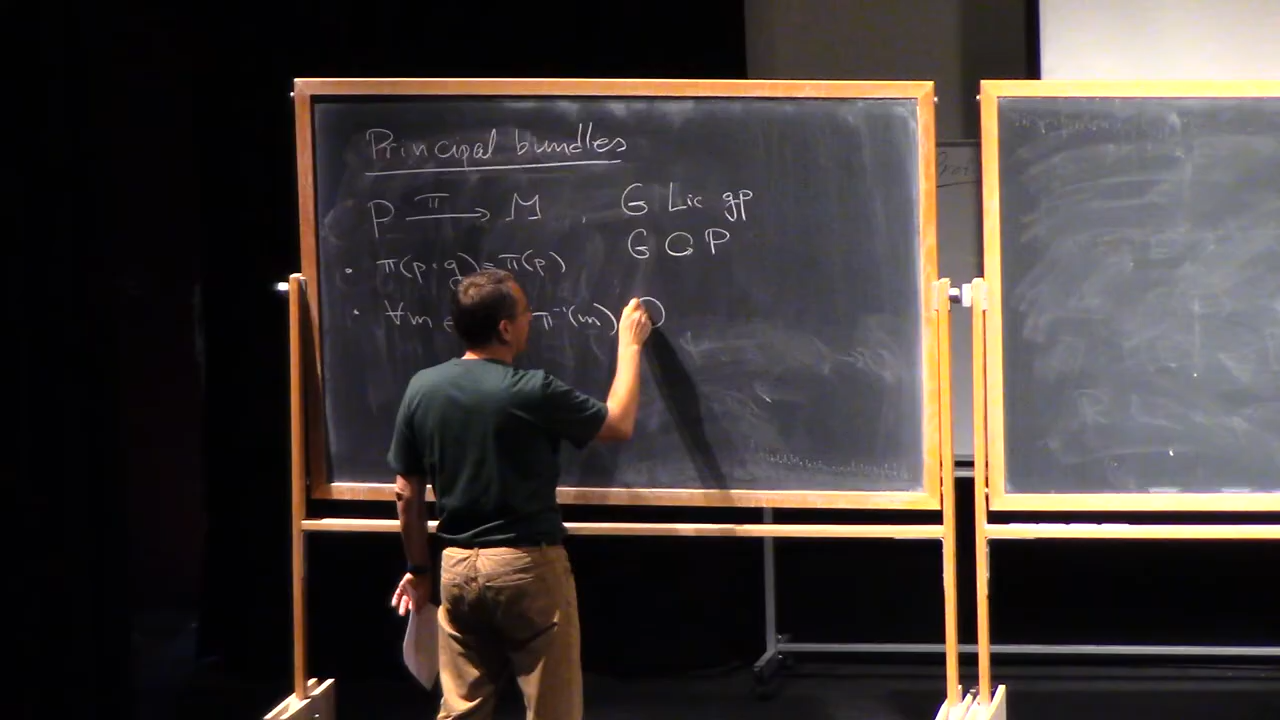 Principal bundles
P π→ M , G Lie gp
G ↻ P
• π(p·g) = π(p)
• ∀m ∈ π⁻¹(m)